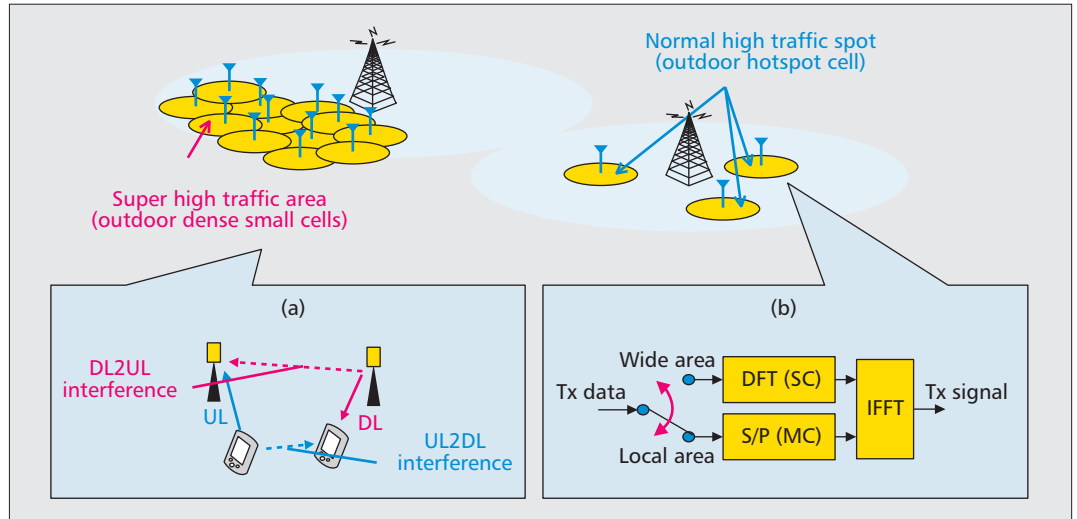 Normal high traffic spot
(outdoor hotspot cell)
Super high traffic area
(outdoor dense small cells)
(a)
DL2UL
interference
UL
DL
UL2DL
interference
(b)
Wide area
Tx data
DFT (SC)
IFFT
Tx signal
S/P (MC)
Local area